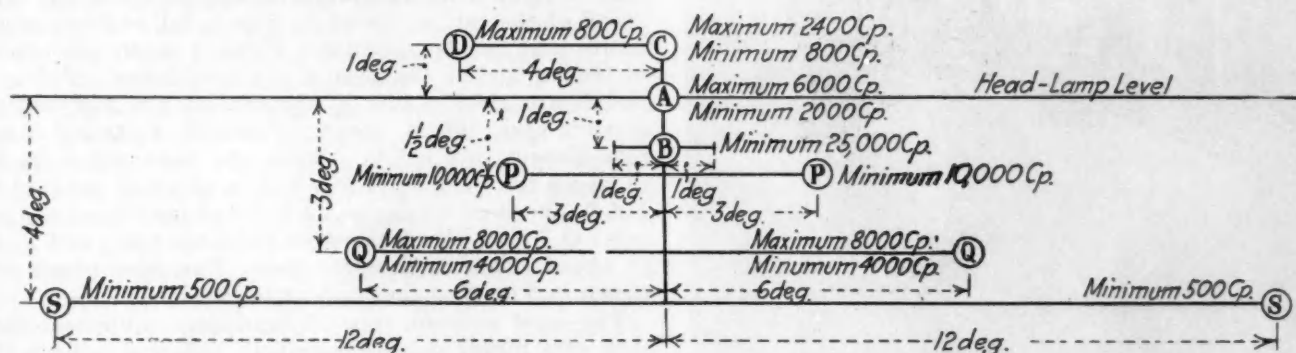 D Maximum 800 Cp. C Maximum 2400 Cp.
Minimum 800 Cp.
1 deg.
4 deg.
A Maximum 6000 Cp. Head-Lamp Level
Minimum 2000 Cp.
1 deg.
1½ deg.
B Minimum 25,000 Cp.
Minimum 10,000 Cp. P P Minimum 10,000 Cp.
1 deg. 1 deg.
3 deg. 3 deg.
3 deg.
4 deg.
Q Maximum 8000 Cp. Maximum 8000 Cp. Q
Minimum 4000 Cp. Minumum 4000 Cp.
6 deg. 6 deg.
S Minimum 500 Cp. Minimum 500 Cp. S
12 deg. 12 deg.